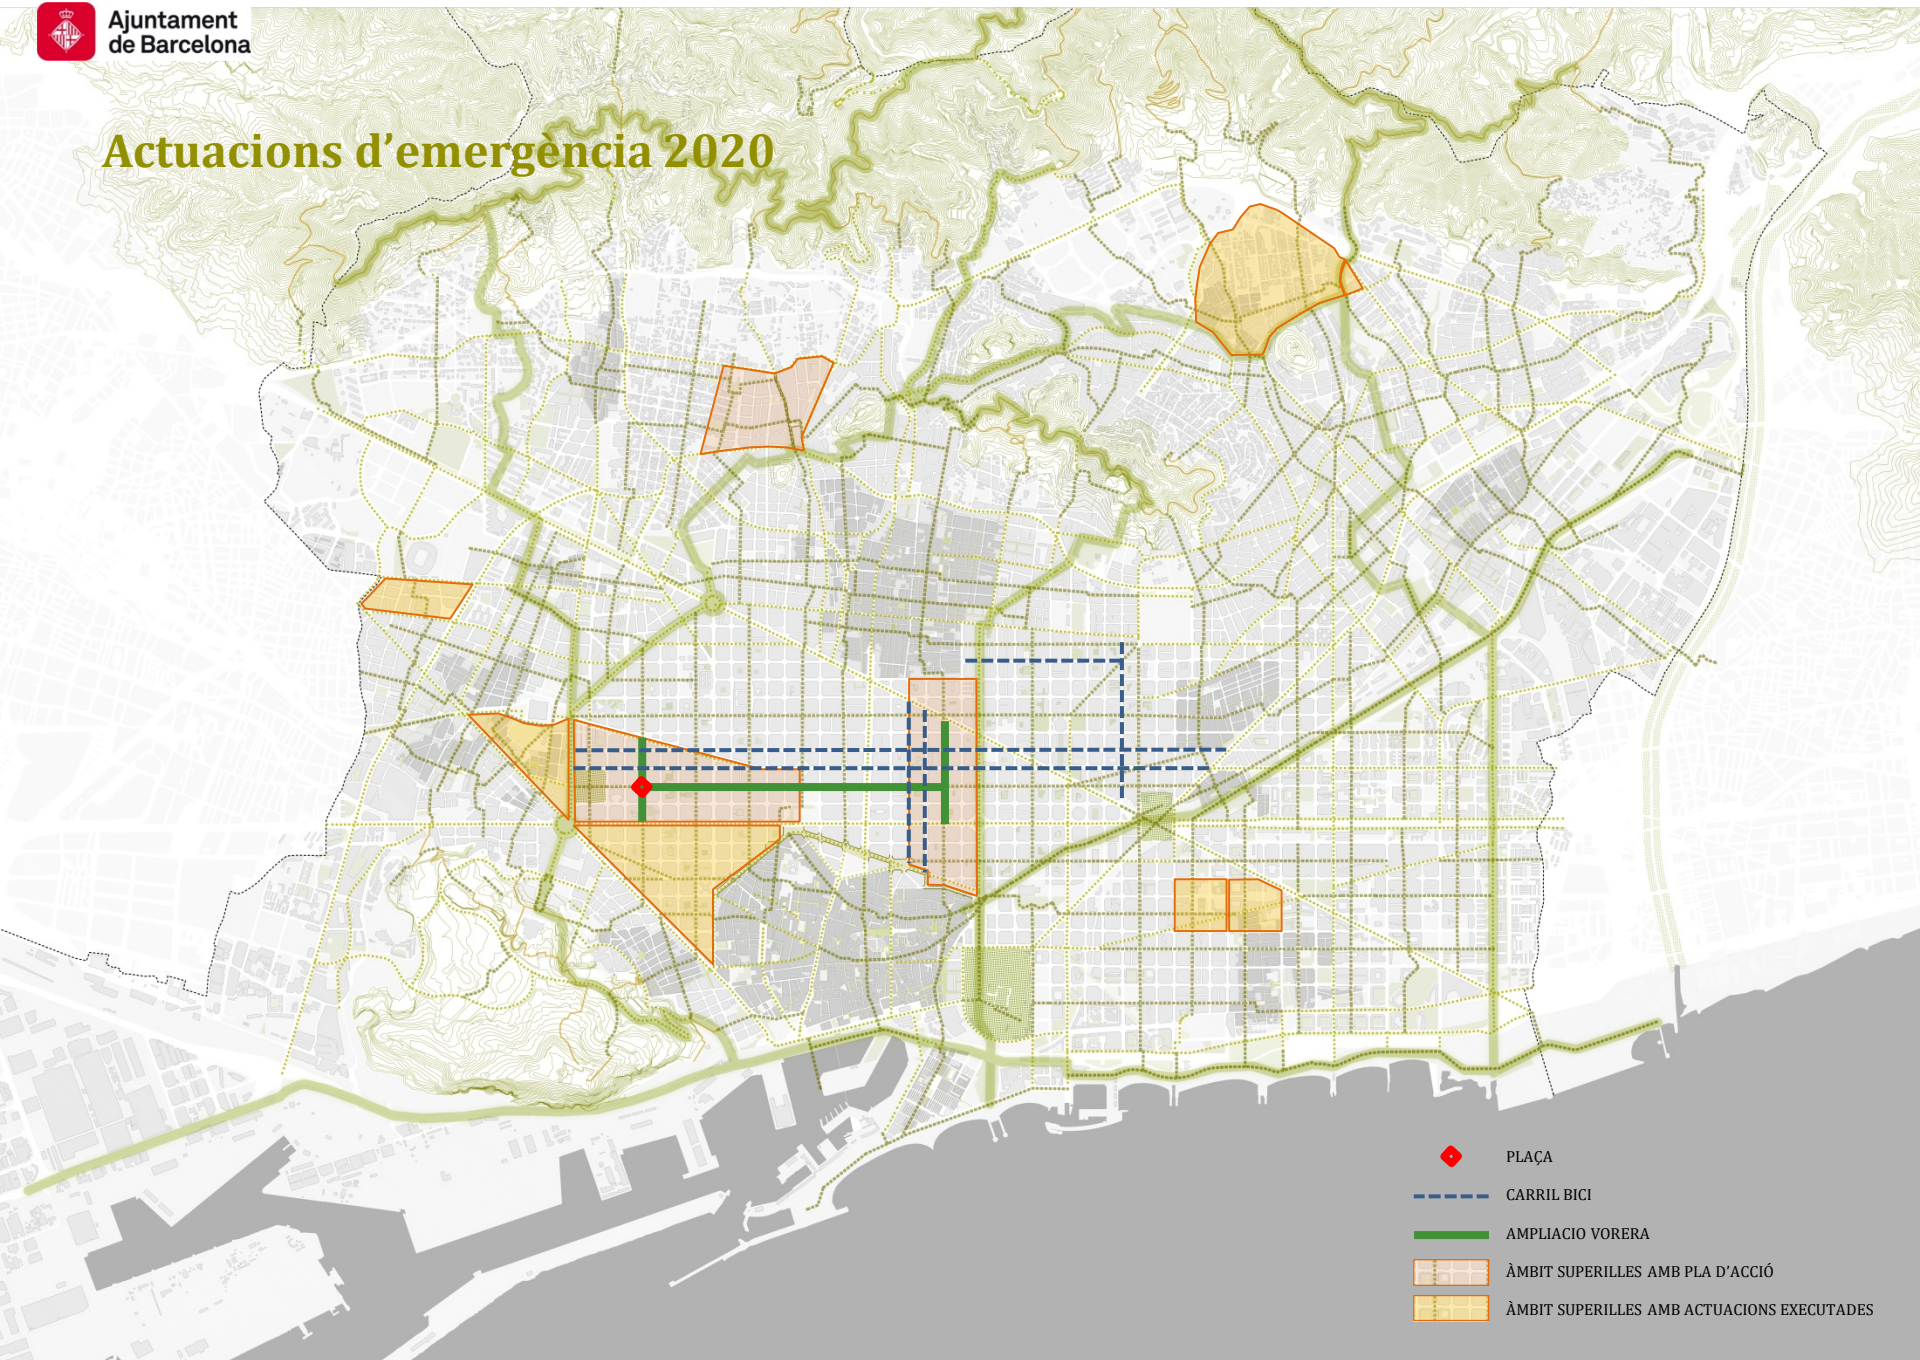 Ajuntament
de Barcelona
Actuacions d'emergència 2020
PLAÇA
CARRIL BICI
AMPLIACIO VORERA
ÀMBIT SUPERILLES AMB PLA D'ACCIÓ
ÀMBIT SUPERILLES AMB ACTUACIONS EXECUTADES